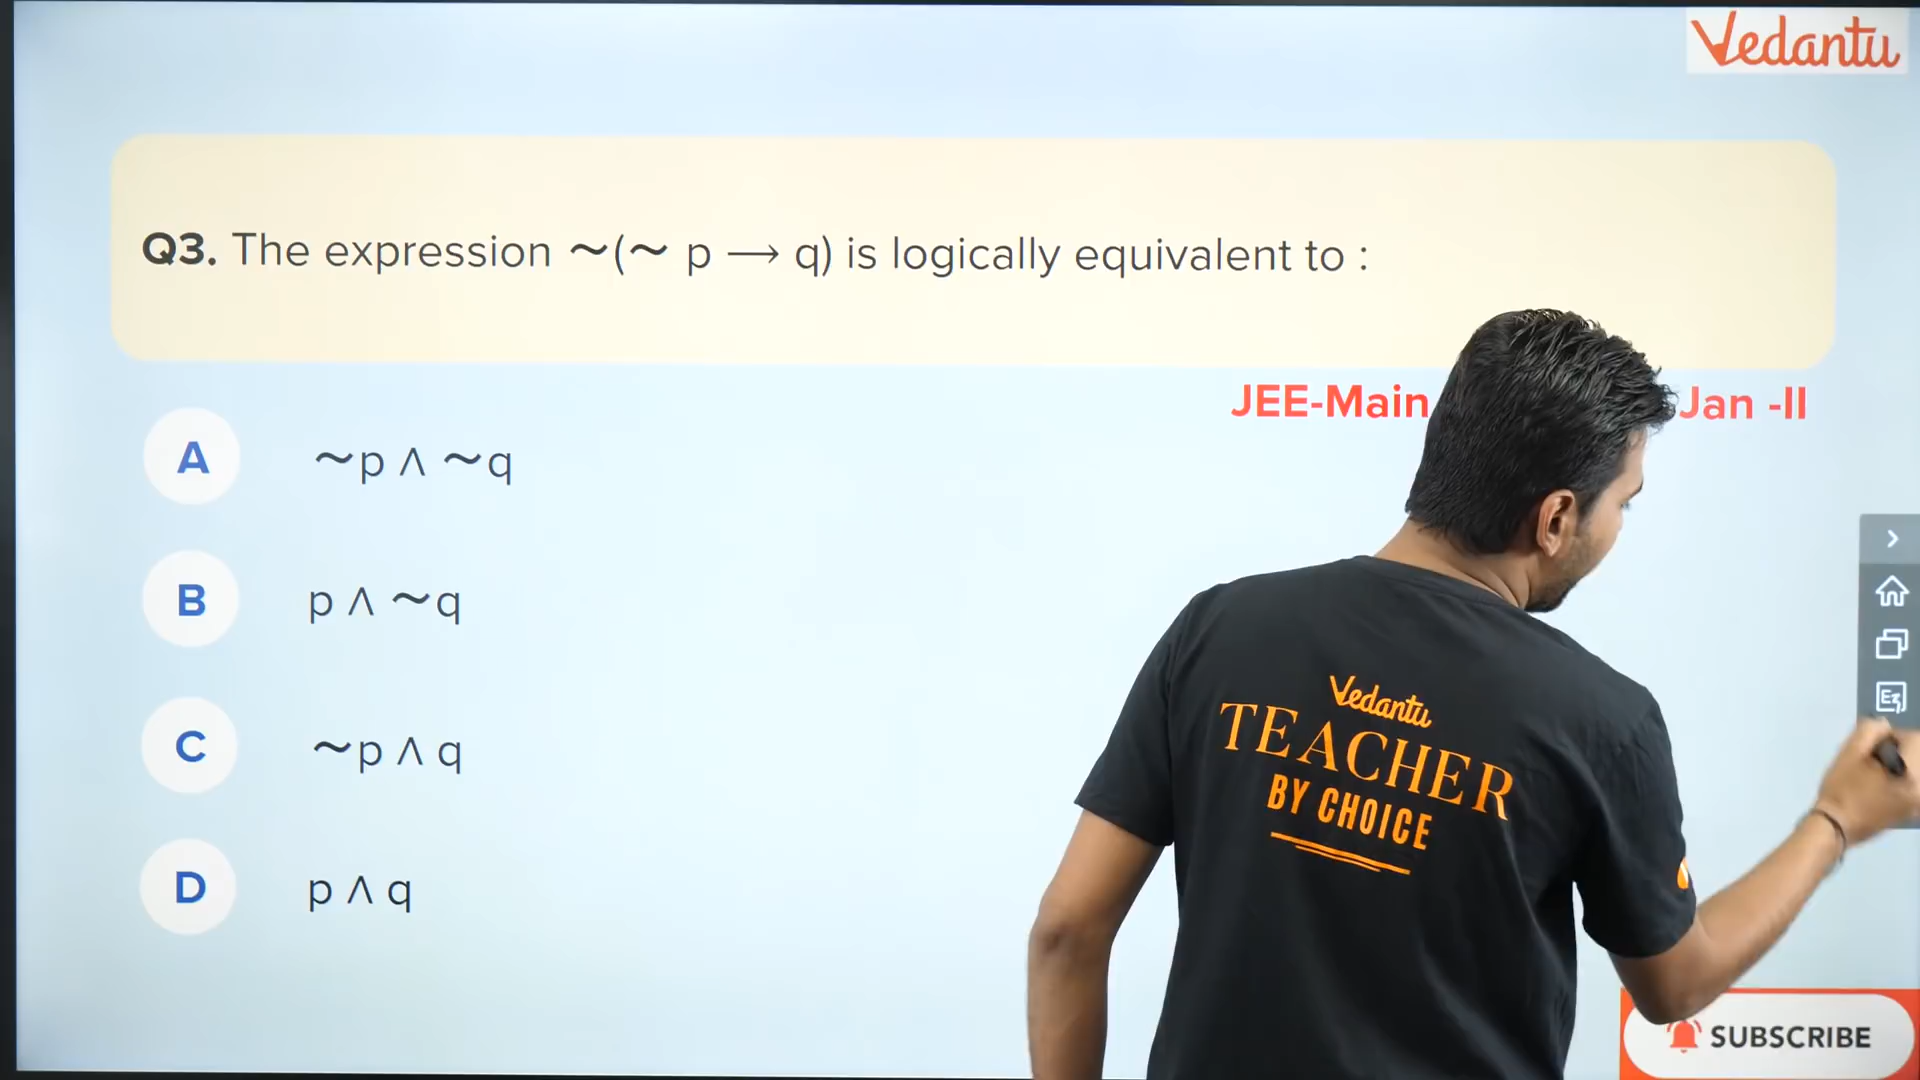 Vedantu
Q3. The expression ~(~ p → q) is logically equivalent to :
JEE-Main Jan -II
A ~p ∧ ~q
B p ∧ ~q
C ~p ∧ q
D p ∧ q
Vedantu
TEACHER
BY CHOICE
SUBSCRIBE